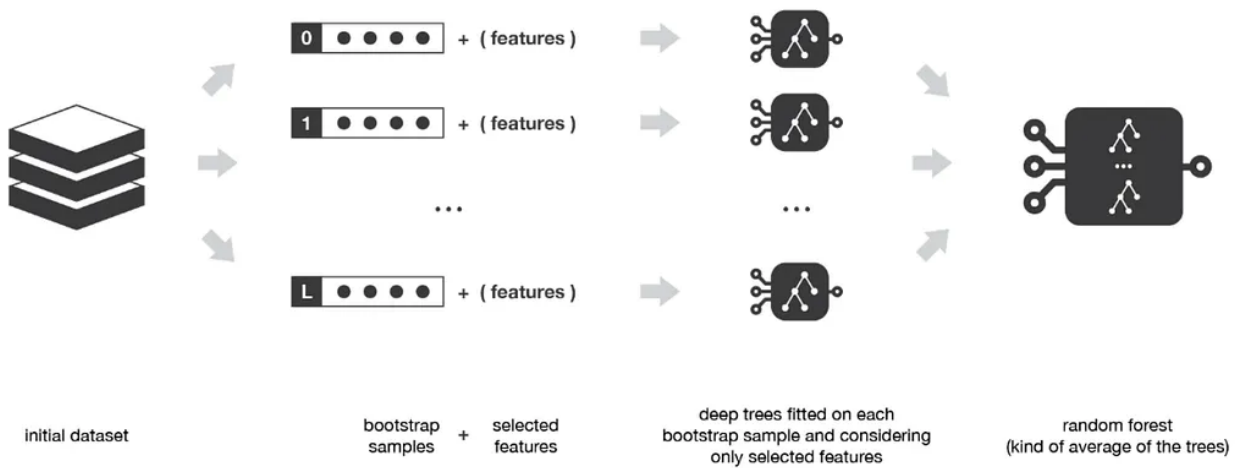 0 + ( features )
1 + ( features )
... ...
L + ( features )
...
initial dataset
bootstrap
samples
+
selected
features
deep trees fitted on each
bootstrap sample and considering
only selected features
random forest
(kind of average of the trees)